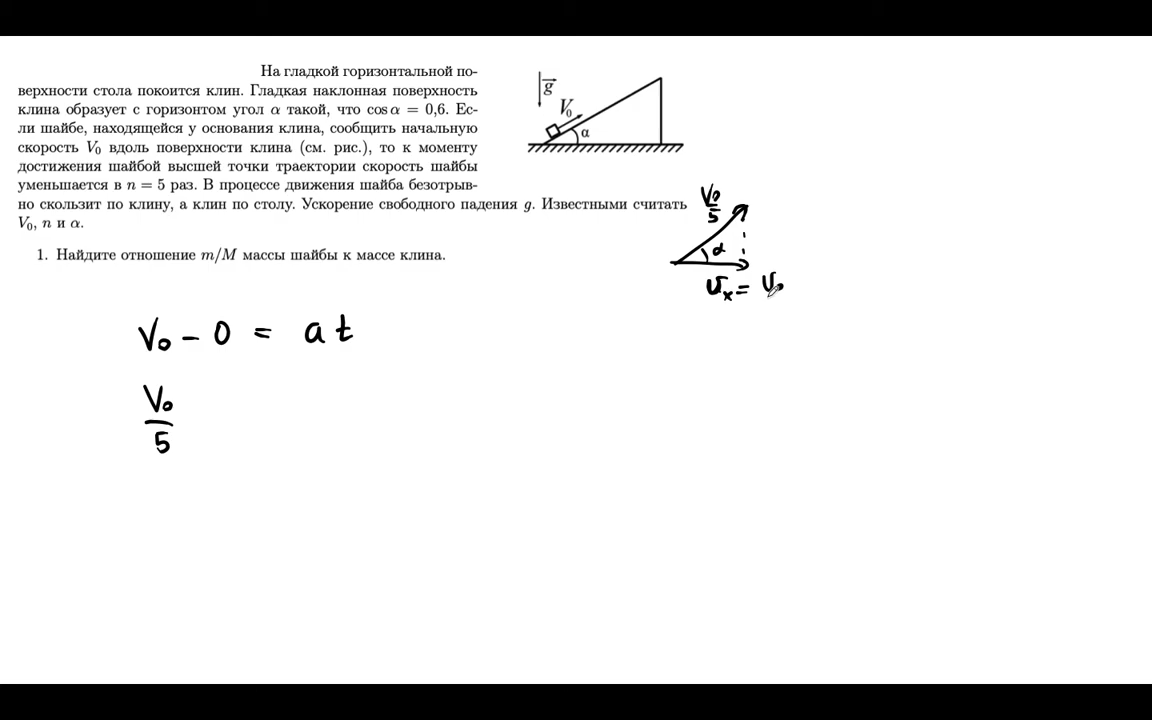 На гладкой горизонтальной по-
верхности стола покоится клин. Гладкая наклонная поверхность
клина образует с горизонтом угол α такой, что cos α = 0,6. Ес-
ли шайбе, находящейся у основания клина, сообщить начальную
скорость V₀ вдоль поверхности клина (см. рис.), то к моменту
достижения шайбой высшей точки траектории скорость шайбы
уменьшается в n = 5 раз. В процессе движения шайба безотрыв-
но скользит по клину, а клин по столу. Ускорение свободного падения g. Известными считать
V₀, n и α.
1. Найдите отношение m/M массы шайбы к массе клина.
g
V₀
α
V₀/5
α
υₓ = υ₀
V₀ − 0 = a t
V₀/5